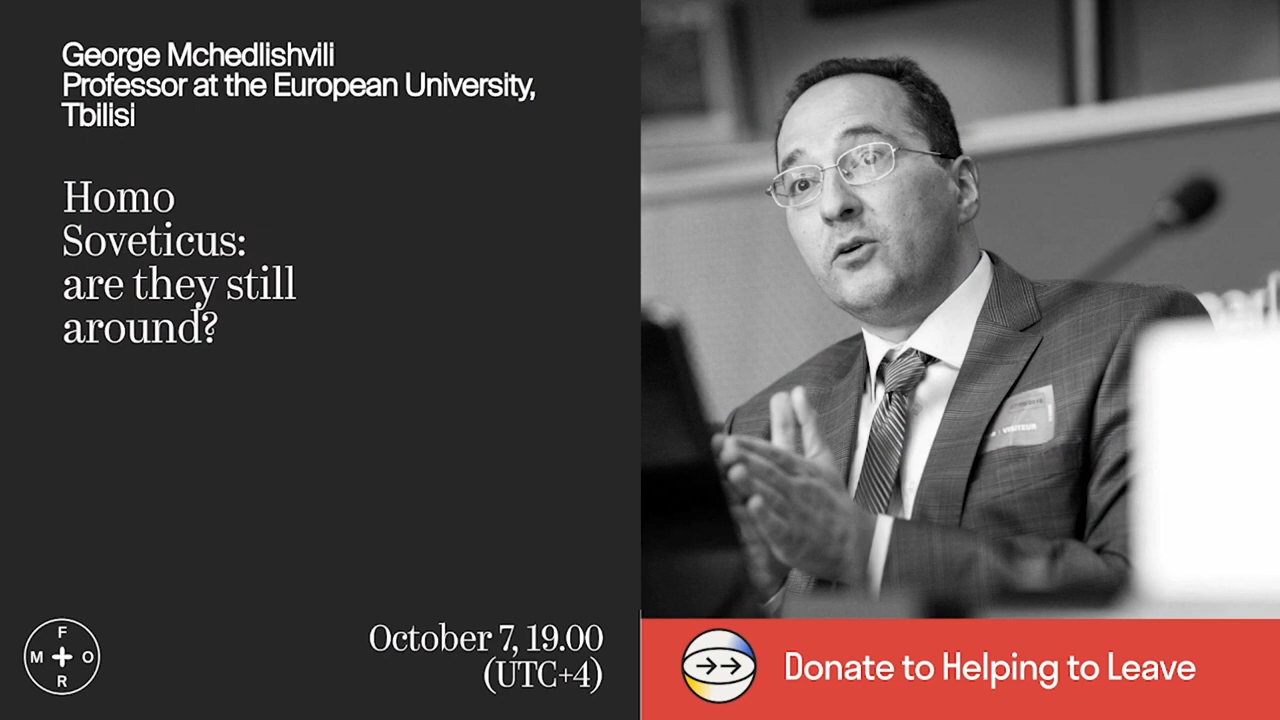 George Mchedlishvili
Professor at the European University,
Tbilisi
Homo
Soveticus:
are they still
around?
F
M O
R
October 7, 19.00
(UTC+4)
VISITEUR
Donate to Helping to Leave